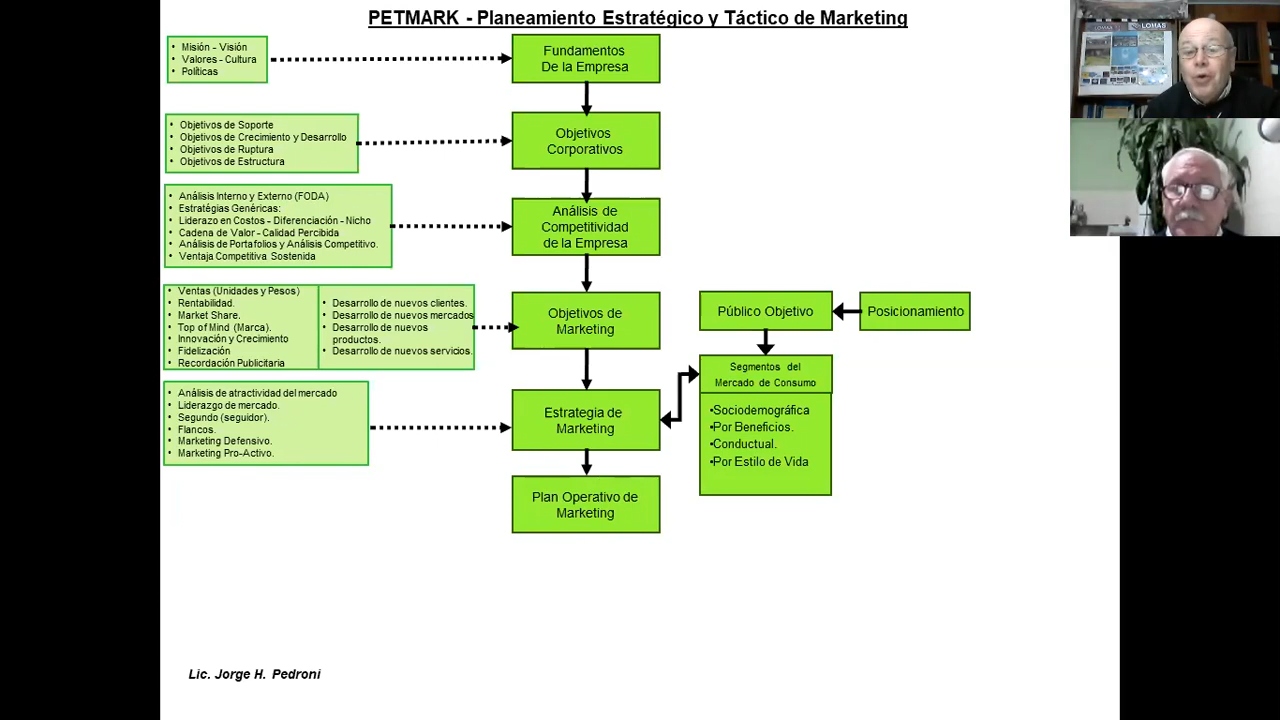 PETMARK - Planeamiento Estratégico y Táctico de Marketing
• Misión - Visión
• Valores - Cultura
• Políticas
Fundamentos
De la Empresa
• Objetivos de Soporte
• Objetivos de Crecimiento y Desarrollo
• Objetivos de Ruptura
• Objetivos de Estructura
Objetivos
Corporativos
• Análisis Interno y Externo (FODA)
• Estratégias Genéricas:
• Liderazo en Costos - Diferenciación - Nicho
• Cadena de Valor - Calidad Percibida
• Análisis de Portafolios y Análisis Competitivo.
• Ventaja Competitiva Sostenida
Análisis de
Competitividad
de la Empresa
• Ventas (Unidades y Pesos)
• Rentabilidad.
• Market Share.
• Top of Mind (Marca).
• Innovación y Crecimiento
• Fidelización
• Recordación Publicitaria
• Desarrollo de nuevos clientes.
• Desarrollo de nuevos mercados
• Desarrollo de nuevos
productos.
• Desarrollo de nuevos servicios.
Objetivos de
Marketing
Público Objetivo
Posicionamiento
Segmentos del
Mercado de Consumo
•Sociodemográfica
•Por Beneficios.
•Conductual.
•Por Estilo de Vida
• Análisis de atractividad del mercado
• Liderazgo de mercado.
• Segundo (seguidor).
• Flancos.
• Marketing Defensivo.
• Marketing Pro-Activo.
Estrategia de
Marketing
Plan Operativo de
Marketing
Lic. Jorge H. Pedroni
LOMAS